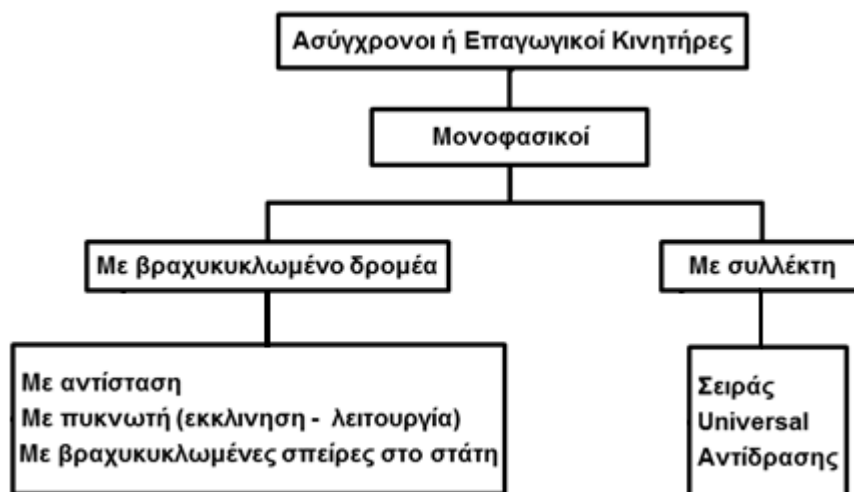 Ασύγχρονοι ή Επαγωγικοί Κινητήρες
Μονοφασικοί
Με βραχυκυκλωμένο δρομέα
Με συλλέκτη
Με αντίσταση
Με πυκνωτή (εκκλινηση - λειτουργία)
Με βραχυκυκλωμένες σπείρες στο στάτη
Σειράς
Universal
Αντίδρασης